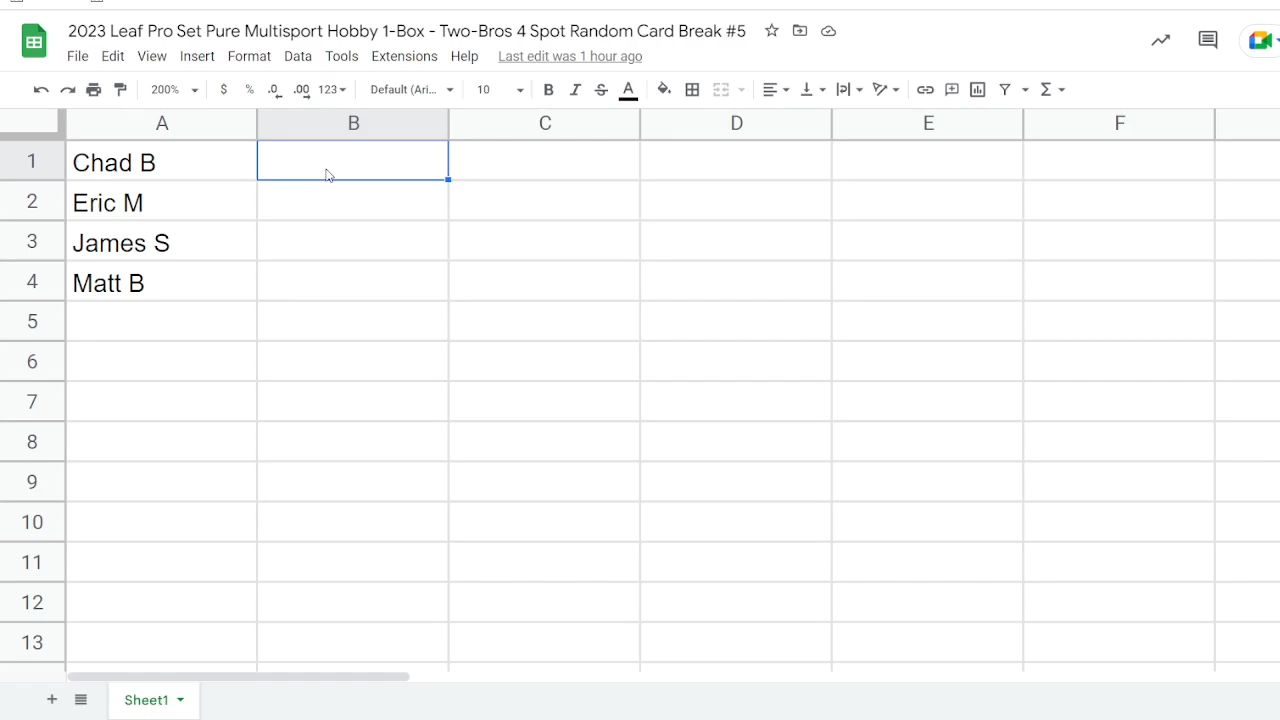 2023 Leaf Pro Set Pure Multisport Hobby 1-Box - Two-Bros 4 Spot Random Card Break #5
File Edit View Insert Format Data Tools Extensions Help Last edit was 1 hour ago
200% $ % .0 .00 123 Default (Ari... 10 B I S A
A B C D E F
1 Chad B
2 Eric M
3 James S
4 Matt B
5
6
7
8
9
10
11
12
13
Sheet1